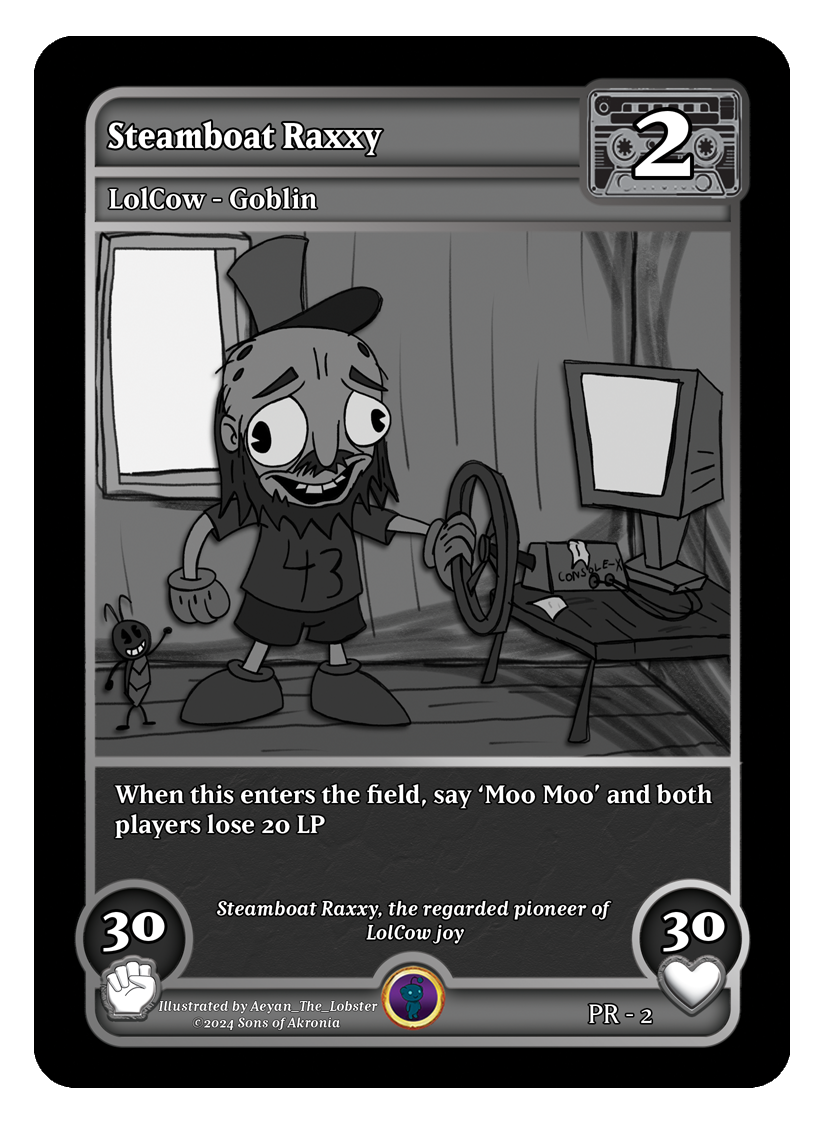 Steamboat Raxxy
2
LolCow - Goblin
43
CONSOLE-X
When this enters the field, say ‘Moo Moo’ and both
players lose 20 LP
Steamboat Raxxy, the regarded pioneer of
LolCow joy
30
30
Illustrated by Aeyan_The_Lobster
©2024 Sons of Akronia
PR - 2